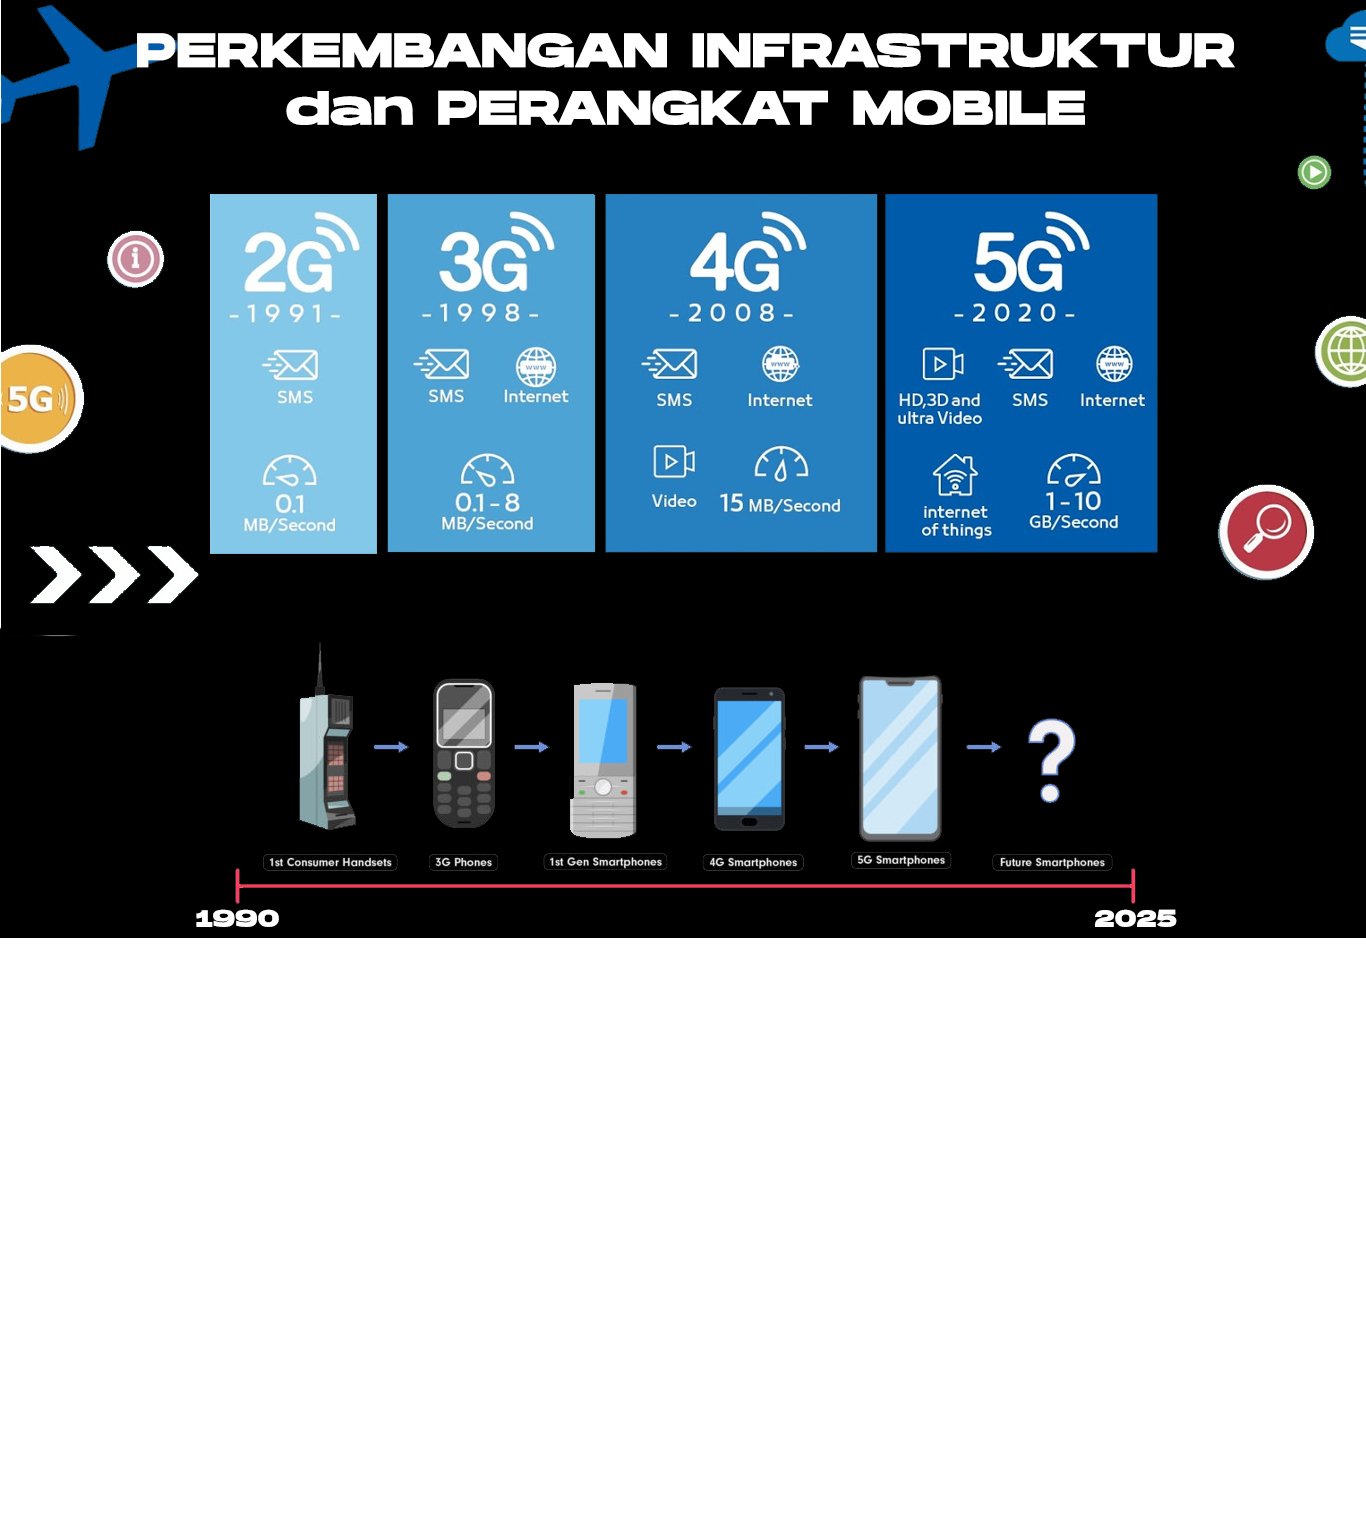 PERKEMBANGAN INFRASTRUKTUR
dan PERANGKAT MOBILE
2G
-1991-
SMS
0.1
MB/Second
3G
-1998-
SMS
www
Internet
0.1-8
MB/Second
4G
-2008-
SMS
www
Internet
Video
15 MB/Second
5G
-2020-
HD,3D and
ultra Video
SMS
www
Internet
internet
of things
1-10
GB/Second
i
5G
1st Consumer Handsets
3G Phones
1st Gen Smartphones
4G Smartphones
5G Smartphones
?
Future Smartphones
1990
2025